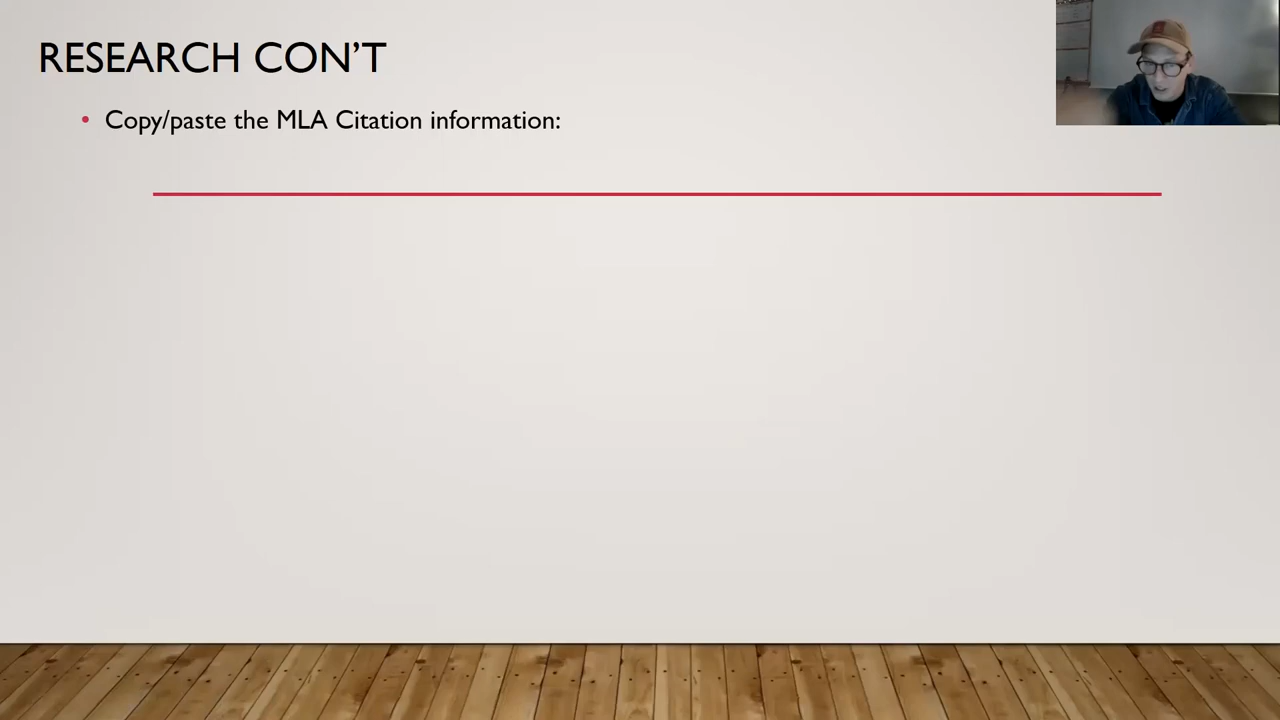 RESEARCH CON’T
• Copy/paste the MLA Citation information: